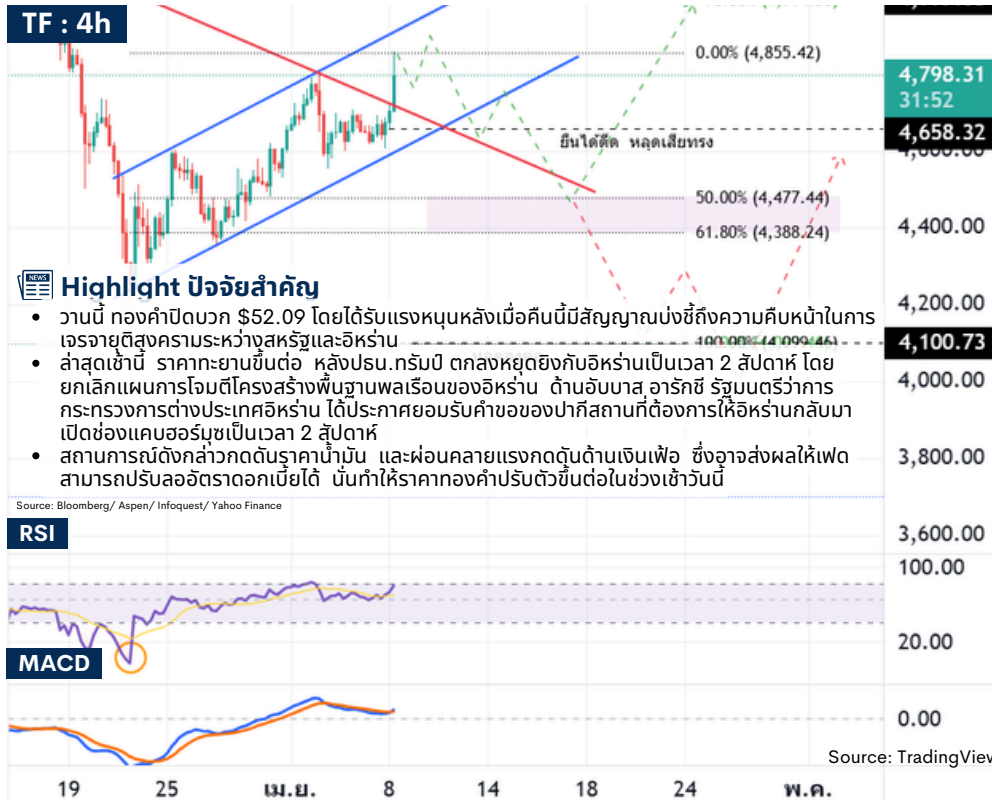 TF : 4h
0.00% (4,855.42)
4,798.31
31:52
4,658.32
ยืนได้ดีด หลุดเสียทรง
50.00% (4,477.44)
61.80% (4,388.24)
4,400.00
4,200.00
Highlight ปัจจัยสำคัญ
• วานนี้ ทองคำปิดบวก $52.09 โดยได้รับแรงหนุนหลังเมื่อคืนนี้มีสัญญาณบ่งชี้ถึงความคืบหน้าในการ
เจรจายุติสงครามระหว่างสหรัฐและอิหร่าน
4,100.73
• ล่าสุดเช้านี้ ราคาทะยานขึ้นต่อ หลังปธน.ทรัมป์ ตกลงหยุดยิงกับอิหร่านเป็นเวลา 2 สัปดาห์ โดย
ยกเลิกแผนการโจมตีโครงสร้างพื้นฐานพลเรือนของอิหร่าน ด้านอับบาส อารักชี รัฐมนตรีว่าการ
กระทรวงการต่างประเทศอิหร่าน ได้ประกาศยอมรับคำขอของปากีสถานที่ต้องการให้อิหร่านกลับมา
เปิดช่องแคบฮอร์มุซเป็นเวลา 2 สัปดาห์
4,000.00
• สถานการณ์ดังกล่าวกดดันราคาน้ำมัน และผ่อนคลายแรงกดดันด้านเงินเฟ้อ ซึ่งอาจส่งผลให้เฟด
สามารถปรับลออัตราดอกเบี้ยได้ นั่นทำให้ราคาทองคำปรับตัวขึ้นต่อในช่วงเช้าวันนี้
3,800.00
Source: Bloomberg/ Aspen/ Infoquest/ Yahoo Finance
3,600.00
RSI
100.00
20.00
MACD
0.00
Source: TradingView
19 25 เม.ย. 8 14 18 24 พ.ค.